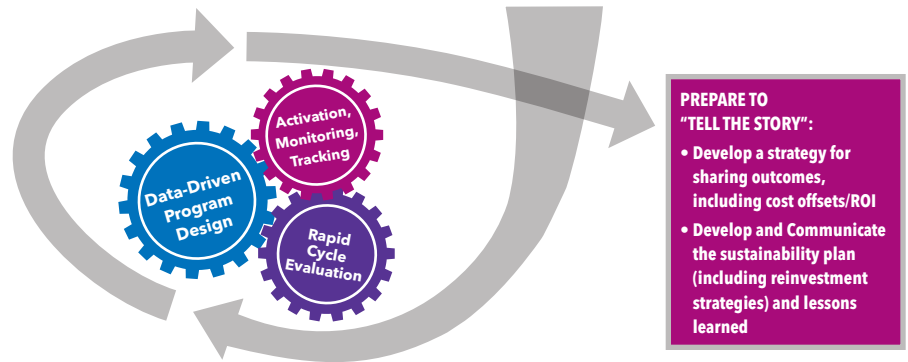 Activation,
Monitoring,
Tracking
Data-Driven
Program
Design
Rapid
Cycle
Evaluation
PREPARE TO
“TELL THE STORY”:
• Develop a strategy for
sharing outcomes,
including cost offsets/ROI
• Develop and Communicate
the sustainability plan
(including reinvestment
strategies) and lessons
learned